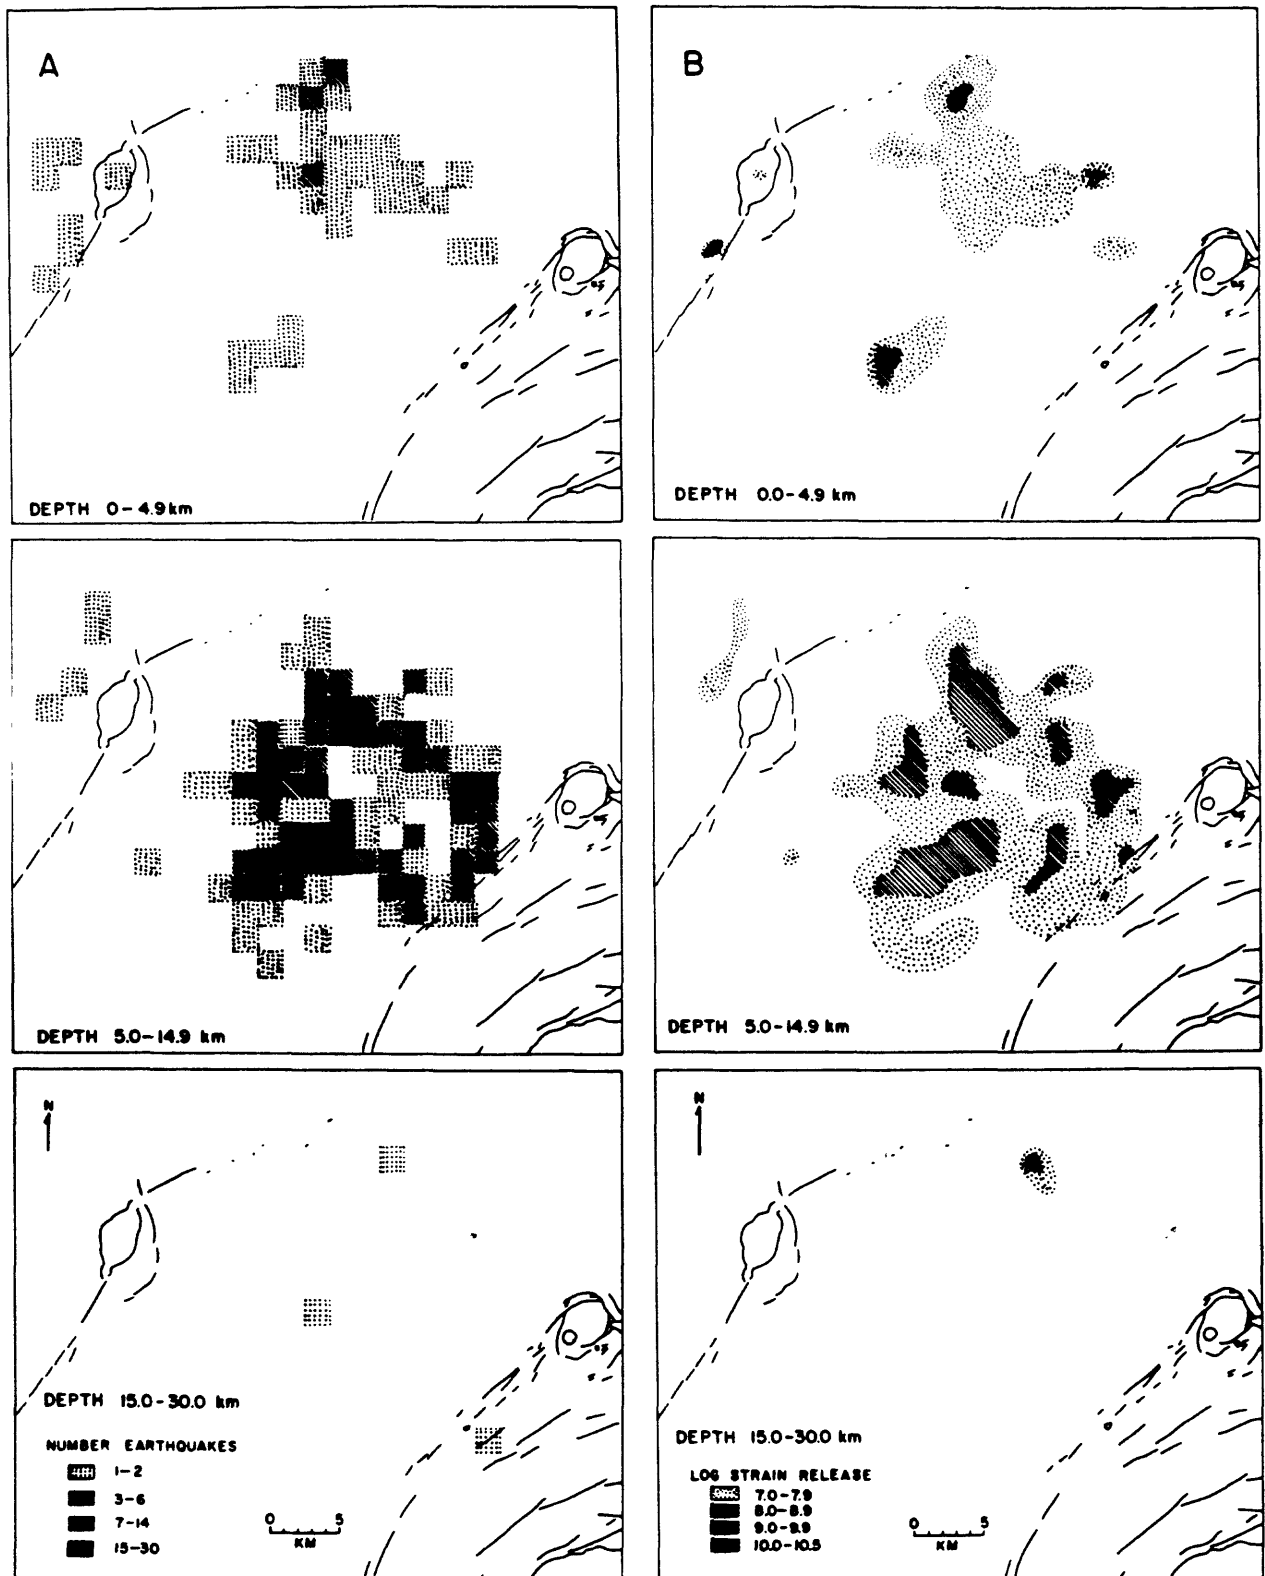 A
B
DEPTH 0-4.9 km
DEPTH 0.0-4.9 km
DEPTH 5.0-14.9 km
DEPTH 5.0-14.9 km
N
N
DEPTH 15.0-30.0 km
NUMBER EARTHQUAKES
1-2
3-6
7-14
15-30
0 5
KM
DEPTH 15.0-30.0 km
LOG STRAIN RELEASE
7.0-7.9
8.0-8.9
9.0-9.9
10.0-10.5
0 5
KM